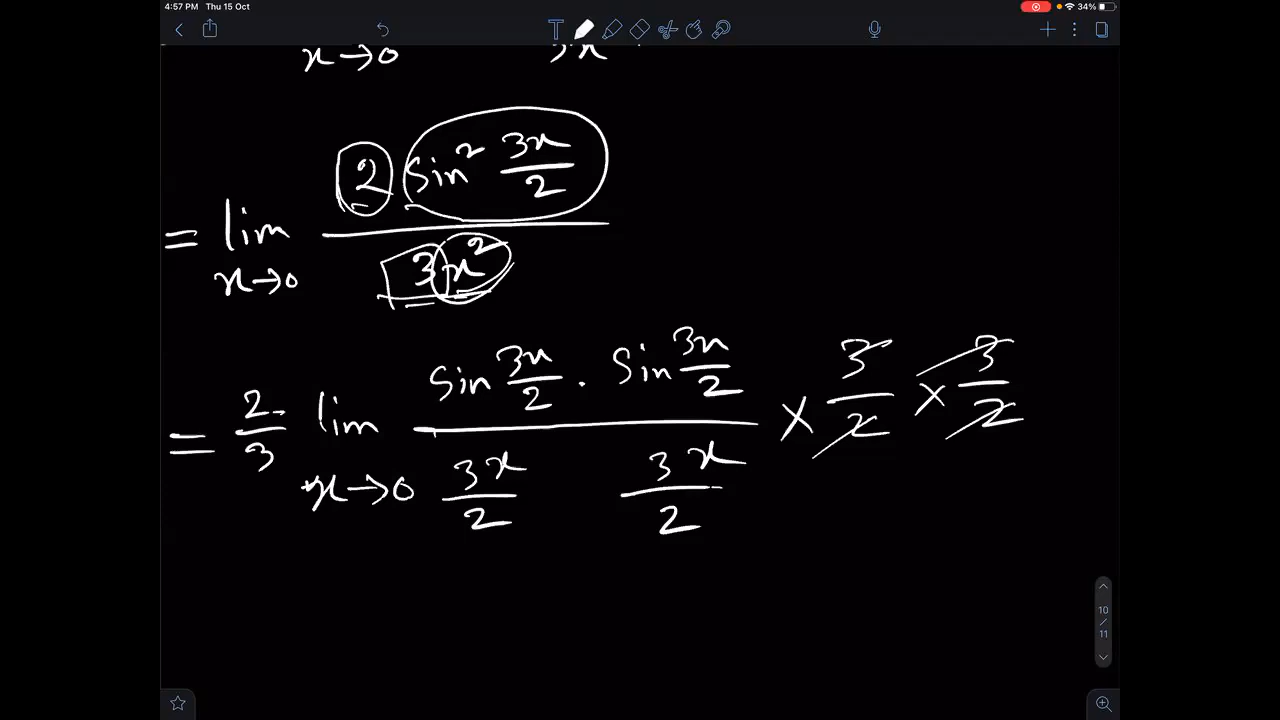 4:57 PM Thu 15 Oct 34%
T
x→0 3x
= lim x→0 (2 sin² 3x/2) / (3x²)
= 2/3 lim x→0 (sin 3x/2 · sin 3x/2) / (3x/2 3x/2) × 3/2 × 3/2
10
/
11